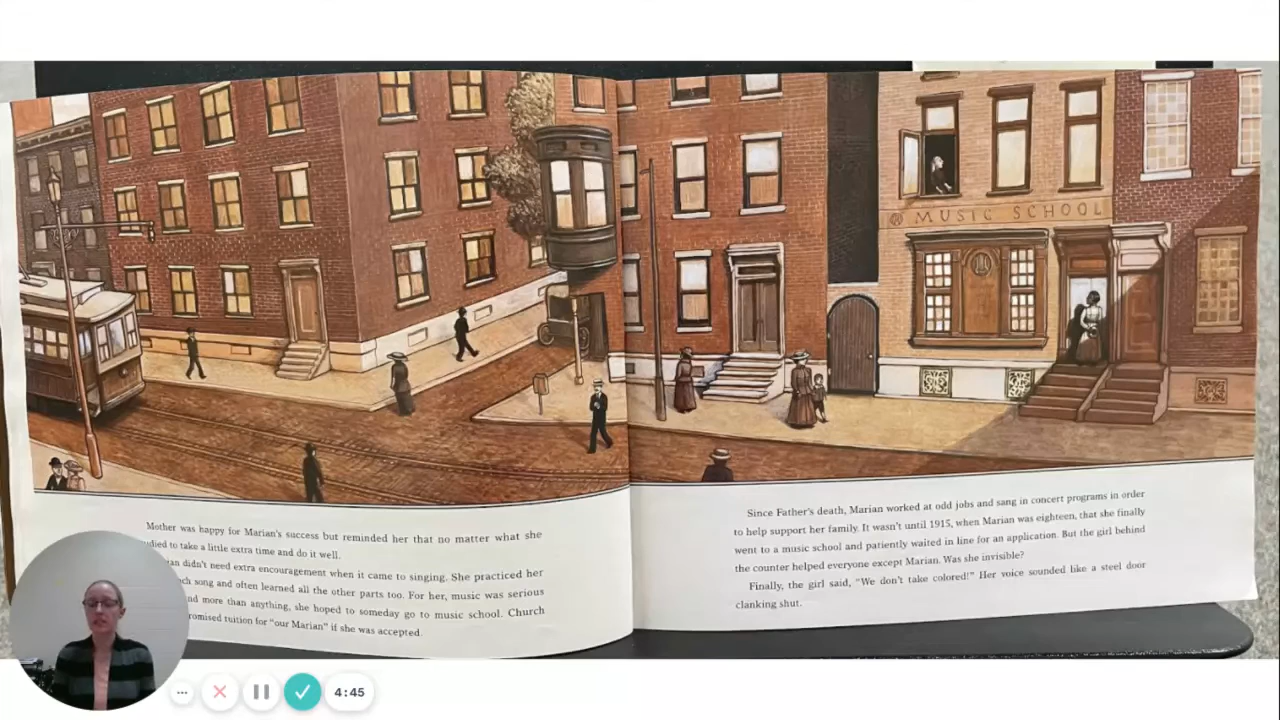 MUSIC SCHOOL
Mother was happy for Marian's success but reminded her that no matter what she
to take a little extra time and do it well.
didn't need extra encouragement when it came to singing. She practiced her
song and often learned all the other parts too. For her, music was serious
more than anything, she hoped to someday go to music school. Church
tuition for "our Marian" if she was accepted.
Since Father's death, Marian worked at odd jobs and sang in concert programs in order
to help support her family. It wasn't until 1915, when Marian was eighteen, that she finally
went to a music school and patiently waited in line for an application. But the girl behind
the counter helped everyone except Marian. Was she invisible?
Finally, the girl said, "We don't take colored!" Her voice sounded like a steel door
clanking shut.
4:45